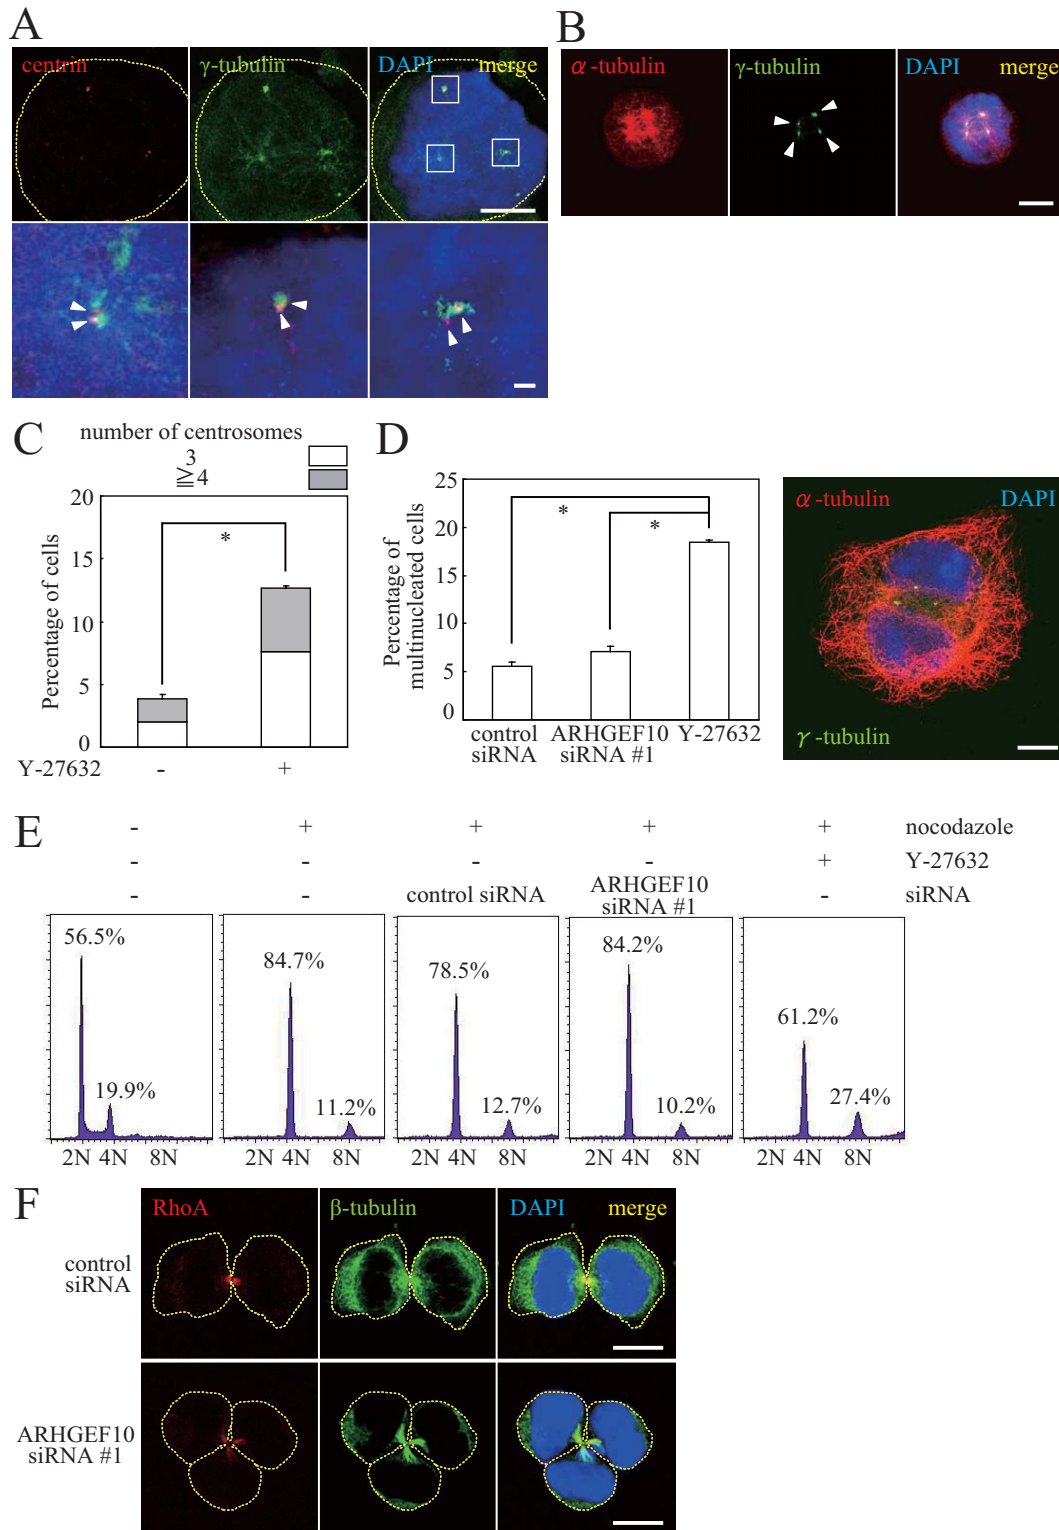 A
centrin
γ-tubulin
DAPI
merge
B
α-tubulin
γ-tubulin
DAPI
merge
C
number of centrosomes
3
≧4
20
15
10
5
0
Percentage of cells
*
Y-27632
-
+
D
25
20
15
10
5
0
Percentage of
multinucleated cells
*
*
control
siRNA
ARHGEF10
siRNA #1
Y-27632
α-tubulin
DAPI
γ-tubulin
E
- + + + + nocodazole
- - - - + Y-27632
- - control siRNA ARHGEF10 siRNA #1 - siRNA
56.5%
19.9%
2N 4N 8N
84.7%
11.2%
2N 4N 8N
78.5%
12.7%
2N 4N 8N
84.2%
10.2%
2N 4N 8N
61.2%
27.4%
2N 4N 8N
F
RhoA
β-tubulin
DAPI
merge
control
siRNA
ARHGEF10
siRNA #1